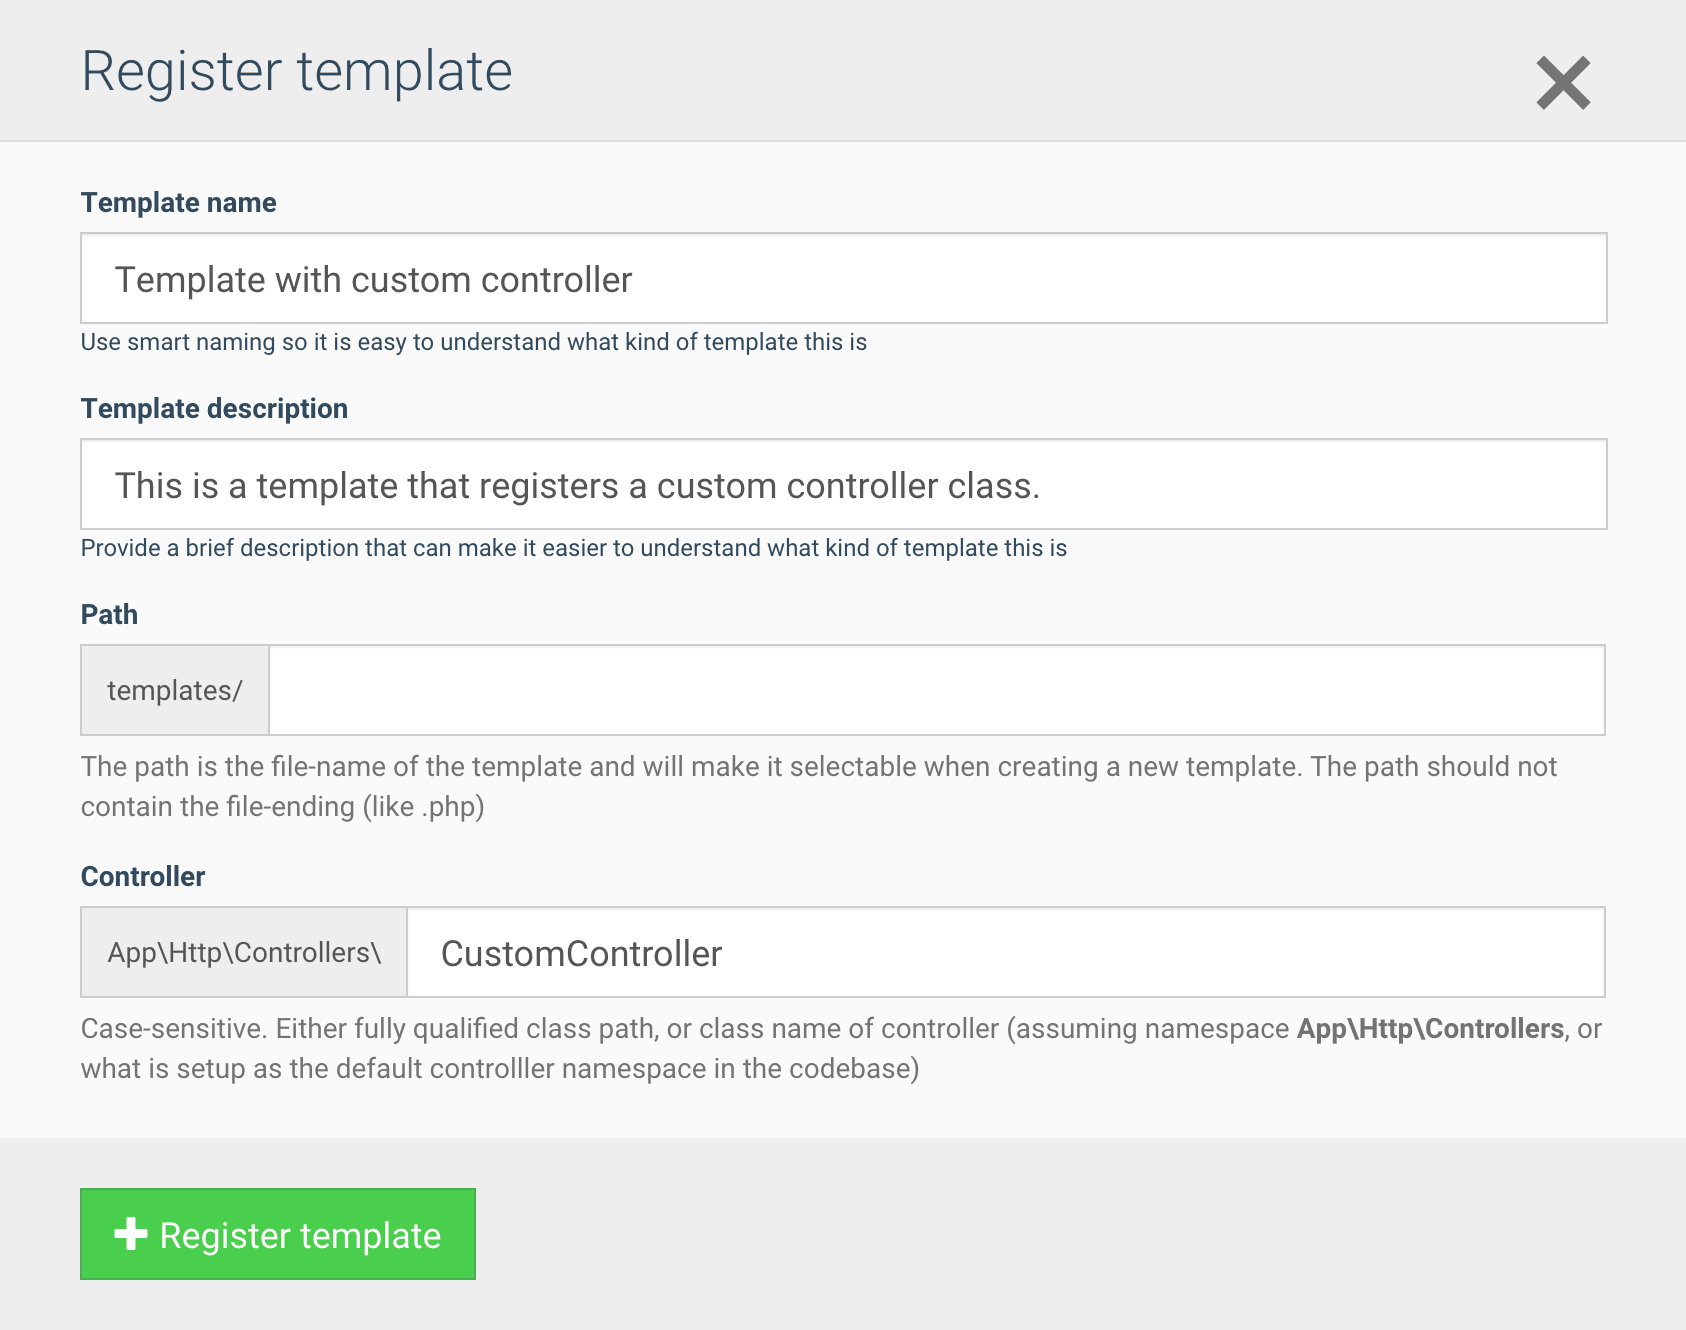 Register template
Template name
Template with custom controller
Use smart naming so it is easy to understand what kind of template this is
Template description
This is a template that registers a custom controller class.
Provide a brief description that can make it easier to understand what kind of template this is
Path
templates/
The path is the file-name of the template and will make it selectable when creating a new template. The path should not
contain the file-ending (like .php)
Controller
App\Http\Controllers\ CustomController
Case-sensitive. Either fully qualified class path, or class name of controller (assuming namespace App\Http\Controllers, or
what is setup as the default controlller namespace in the codebase)
Register template